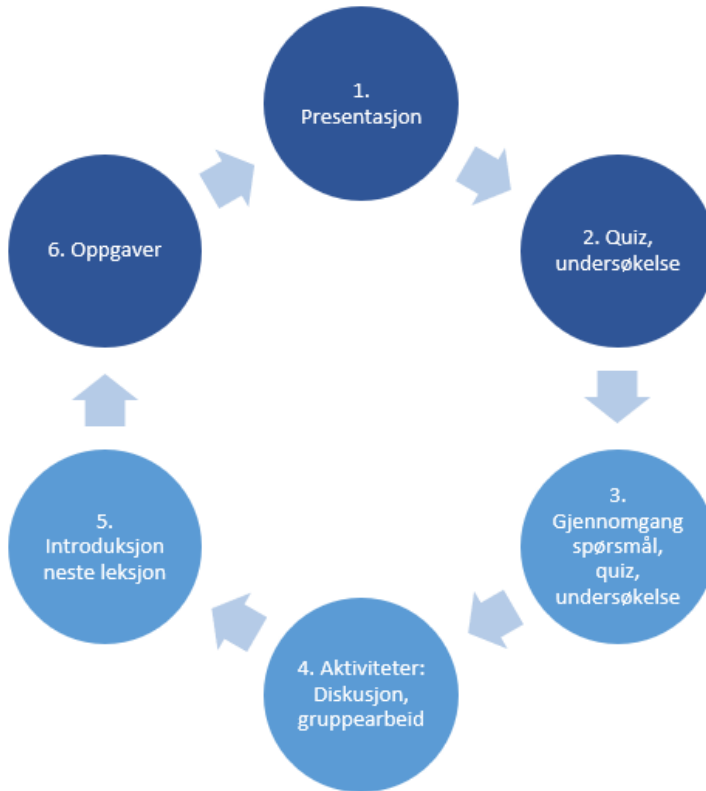 1.
Presentasjon
2. Quiz,
undersøkelse
3.
Gjennomgang
spørsmål,
quiz,
undersøkelse
4. Aktiviteter:
Diskusjon,
gruppearbeid
5.
Introduksjon
neste leksjon
6. Oppgaver